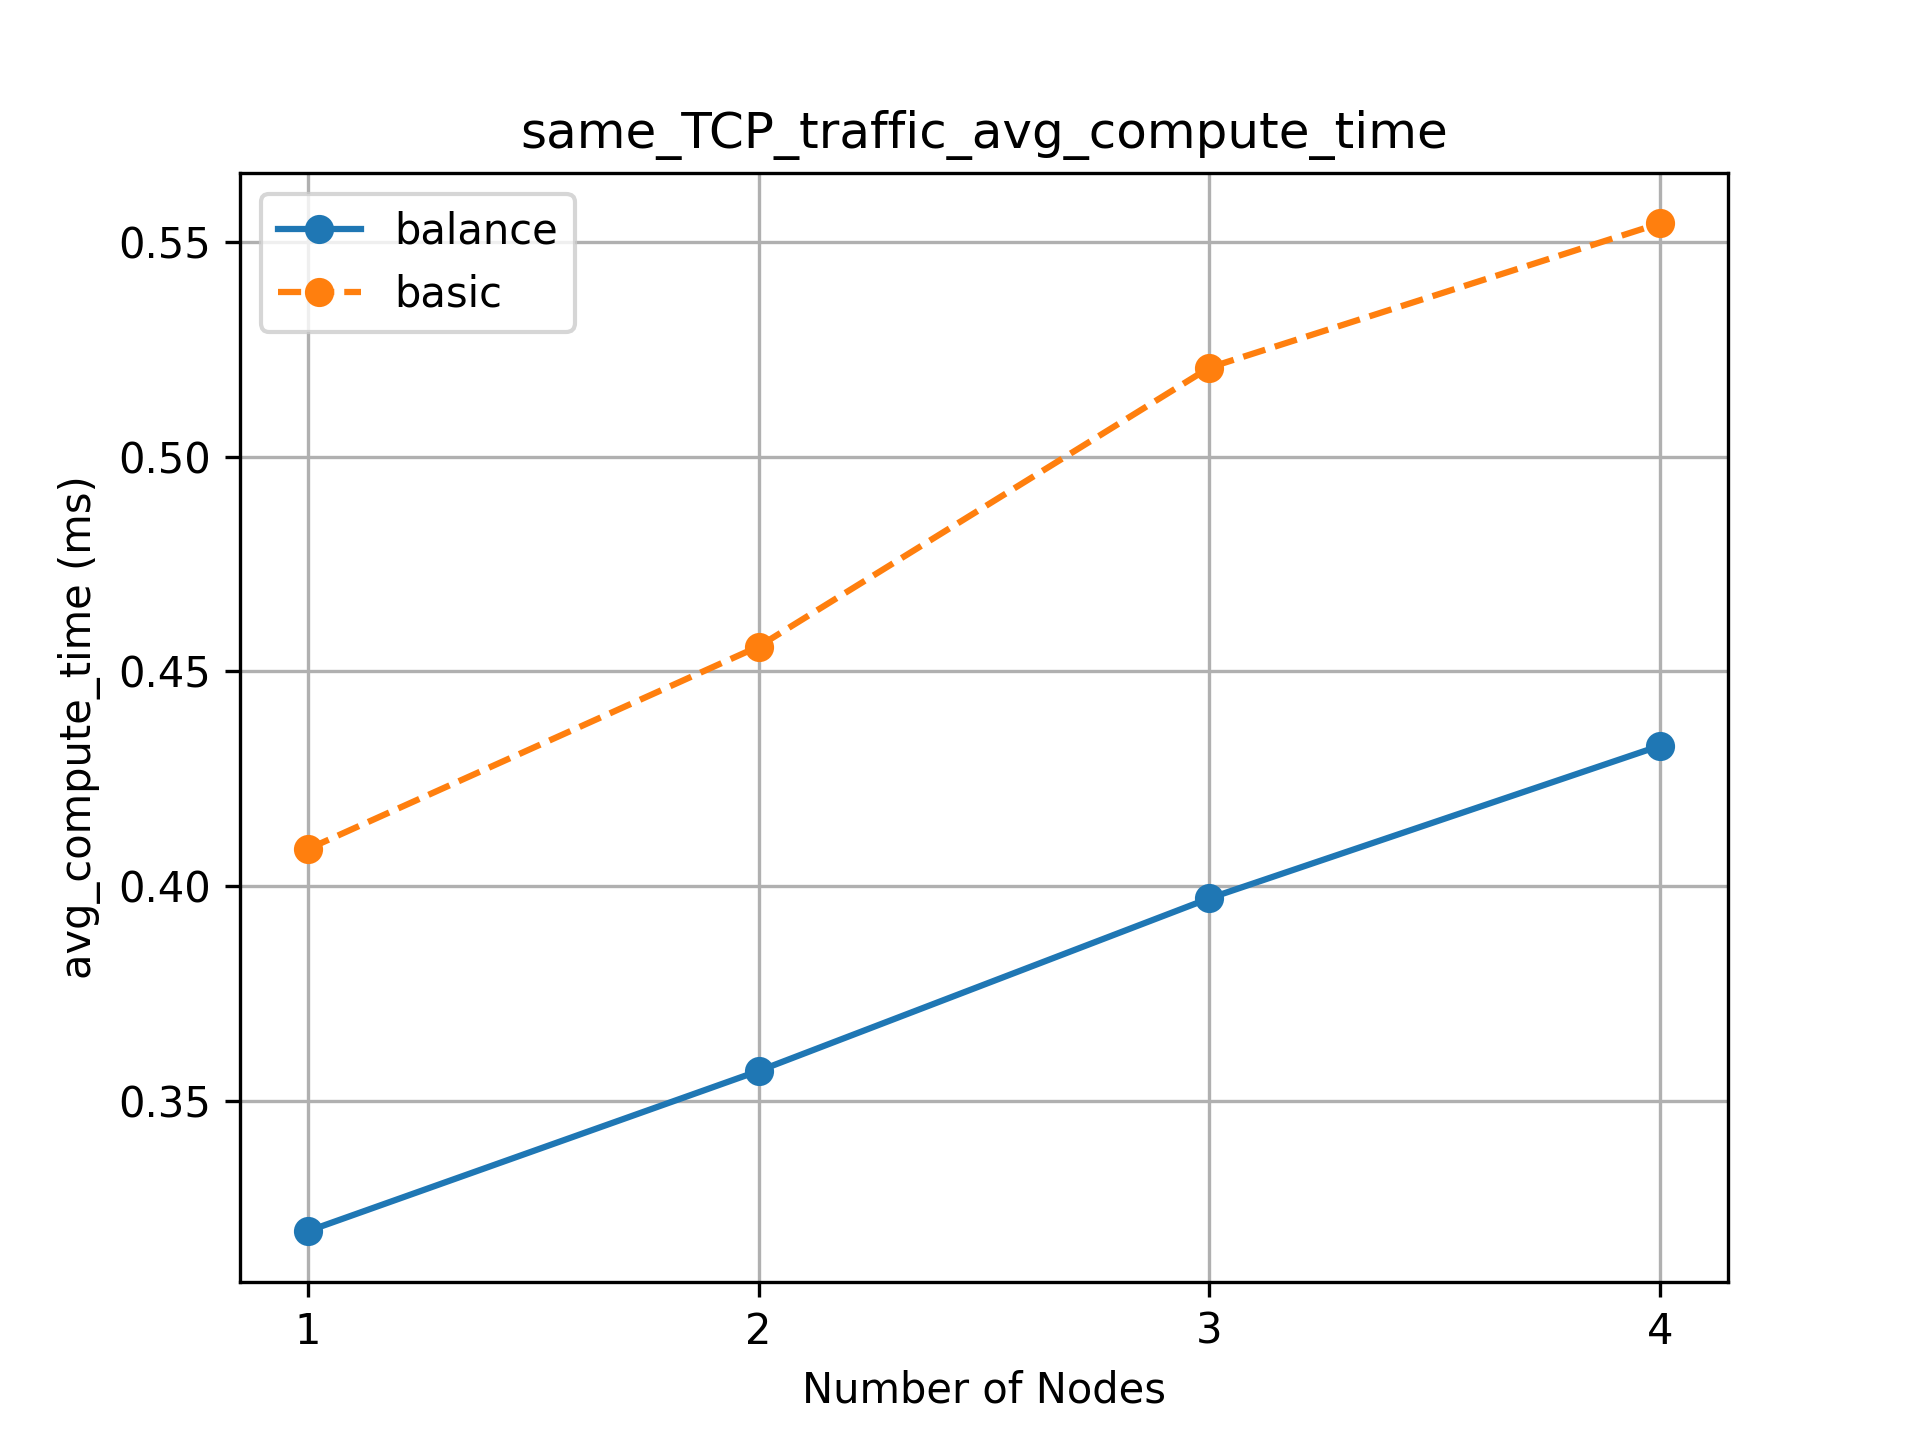 same_TCP_traffic_avg_compute_time
balance
basic
avg_compute_time (ms)
0.55
0.50
0.45
0.40
0.35
1 2 3 4
Number of Nodes